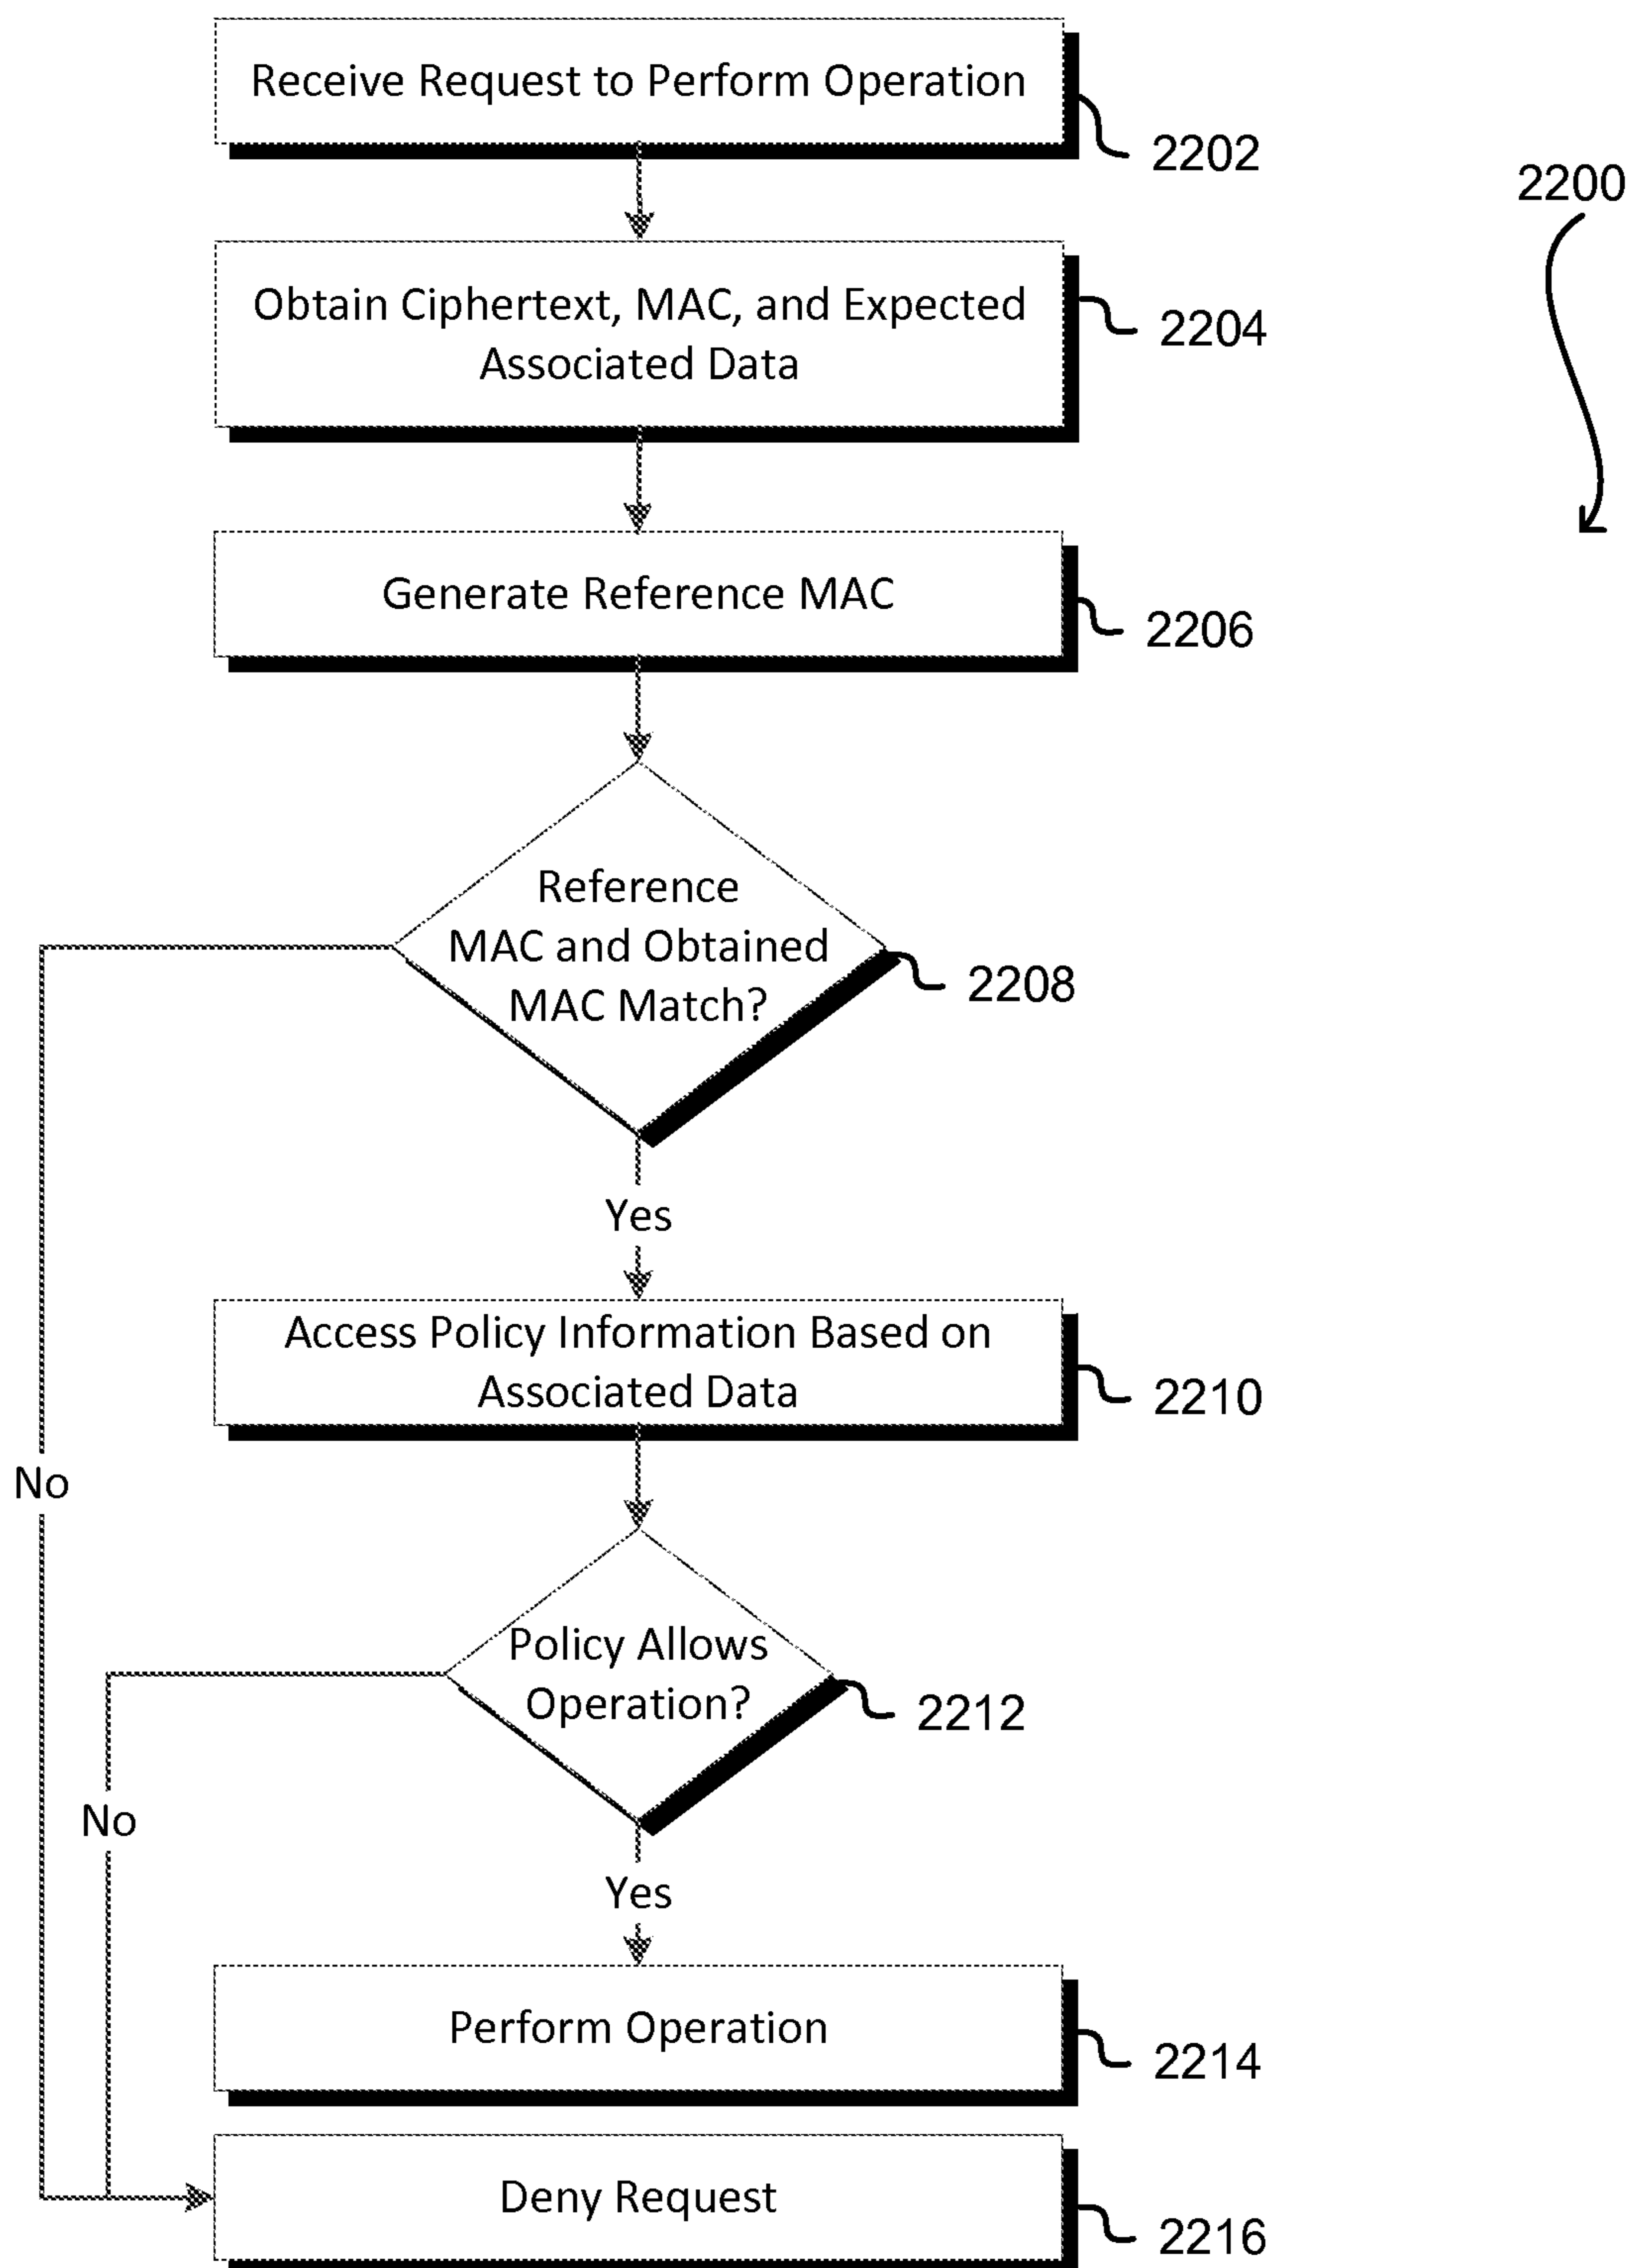 Receive Request to Perform Operation
2202
2200
Obtain Ciphertext, MAC, and Expected
Associated Data
2204
Generate Reference MAC
2206
Reference
MAC and Obtained
MAC Match?
2208
Yes
Access Policy Information Based on
Associated Data
2210
No
Policy Allows
Operation?
2212
No
Yes
Perform Operation
2214
Deny Request
2216